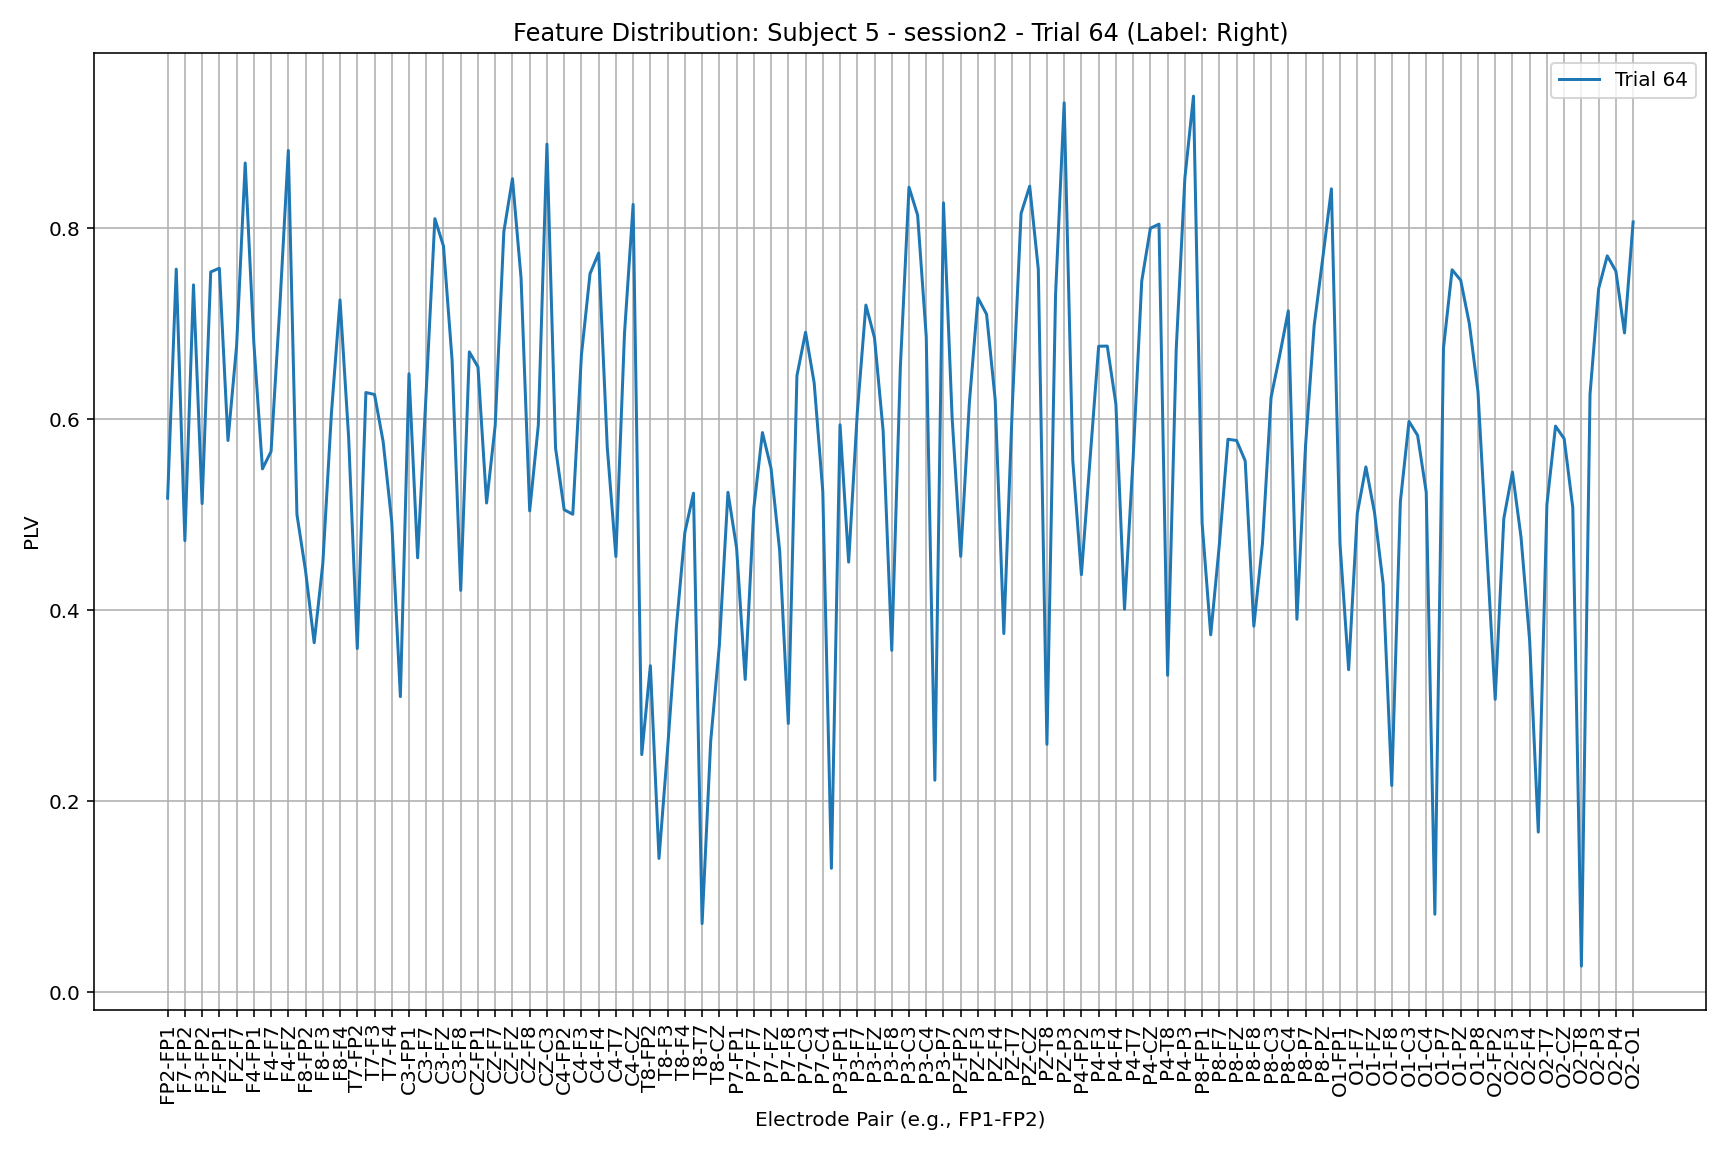 Feature Distribution: Subject 5 - session2 - Trial 64 (Label: Right)
Trial 64
PLV
0.8
0.6
0.4
0.2
0.0
FP2-FP1
F7-FP2
F3-FP2
FZ-FP1
FZ-F7
F4-FP1
F4-F7
F4-FZ
F8-FP2
F8-F3
F8-F4
T7-FP2
T7-F3
T7-F4
C3-FP1
C3-F7
C3-FZ
C3-F8
CZ-FP1
CZ-F7
CZ-FZ
CZ-F8
CZ-C3
C4-FP2
C4-F3
C4-F4
C4-T7
C4-CZ
T8-FP2
T8-F3
T8-F4
T8-T7
T8-CZ
P7-FP1
P7-F7
P7-FZ
P7-F8
P7-C3
P7-C4
P3-FP1
P3-F7
P3-FZ
P3-F8
P3-C3
P3-C4
P3-P7
PZ-FP2
PZ-F3
PZ-F4
PZ-T7
PZ-CZ
PZ-T8
PZ-P3
P4-FP2
P4-F3
P4-F4
P4-T7
P4-CZ
P4-T8
P4-P3
P8-FP1
P8-F7
P8-FZ
P8-F8
P8-C3
P8-C4
P8-P7
P8-PZ
O1-FP1
O1-F7
O1-FZ
O1-F8
O1-C3
O1-C4
O1-P7
O1-PZ
O1-P8
O2-FP2
O2-F3
O2-F4
O2-T7
O2-CZ
O2-T8
O2-P3
O2-P4
O2-O1
Electrode Pair (e.g., FP1-FP2)